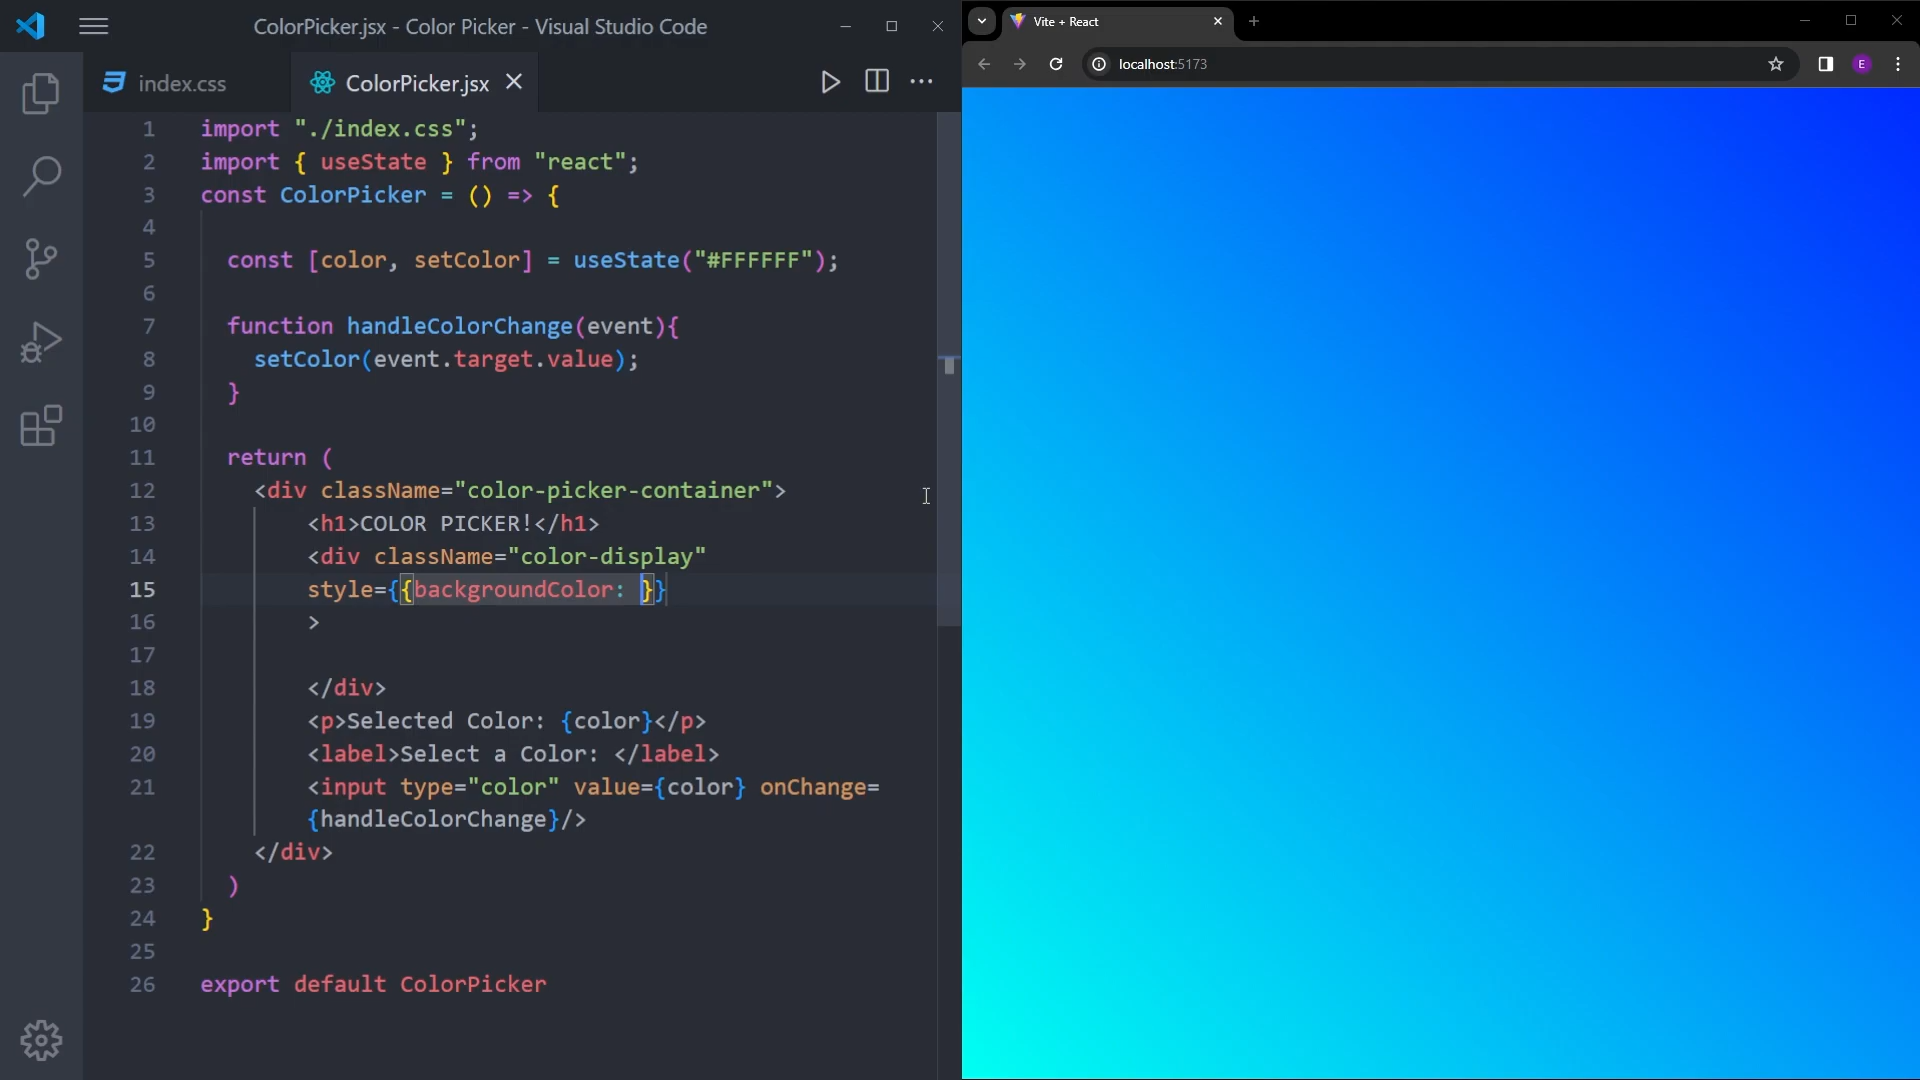 ColorPicker.jsx - Color Picker - Visual Studio Code
index.css
ColorPicker.jsx
1 import "./index.css";
2 import { useState } from "react";
3 const ColorPicker = () => {
4
5 const [color, setColor] = useState("#FFFFFF");
6
7 function handleColorChange(event){
8 setColor(event.target.value);
9 }
10
11 return (
12 <div className="color-picker-container">
13 <h1>COLOR PICKER!</h1>
14 <div className="color-display"
15 style={{backgroundColor: }}
16 >
17
18 </div>
19 <p>Selected Color: {color}</p>
20 <label>Select a Color: </label>
21 <input type="color" value={color} onChange=
{handleColorChange}/>
22 </div>
23 )
24 }
25
26 export default ColorPicker
Vite + React
localhost:5173
E